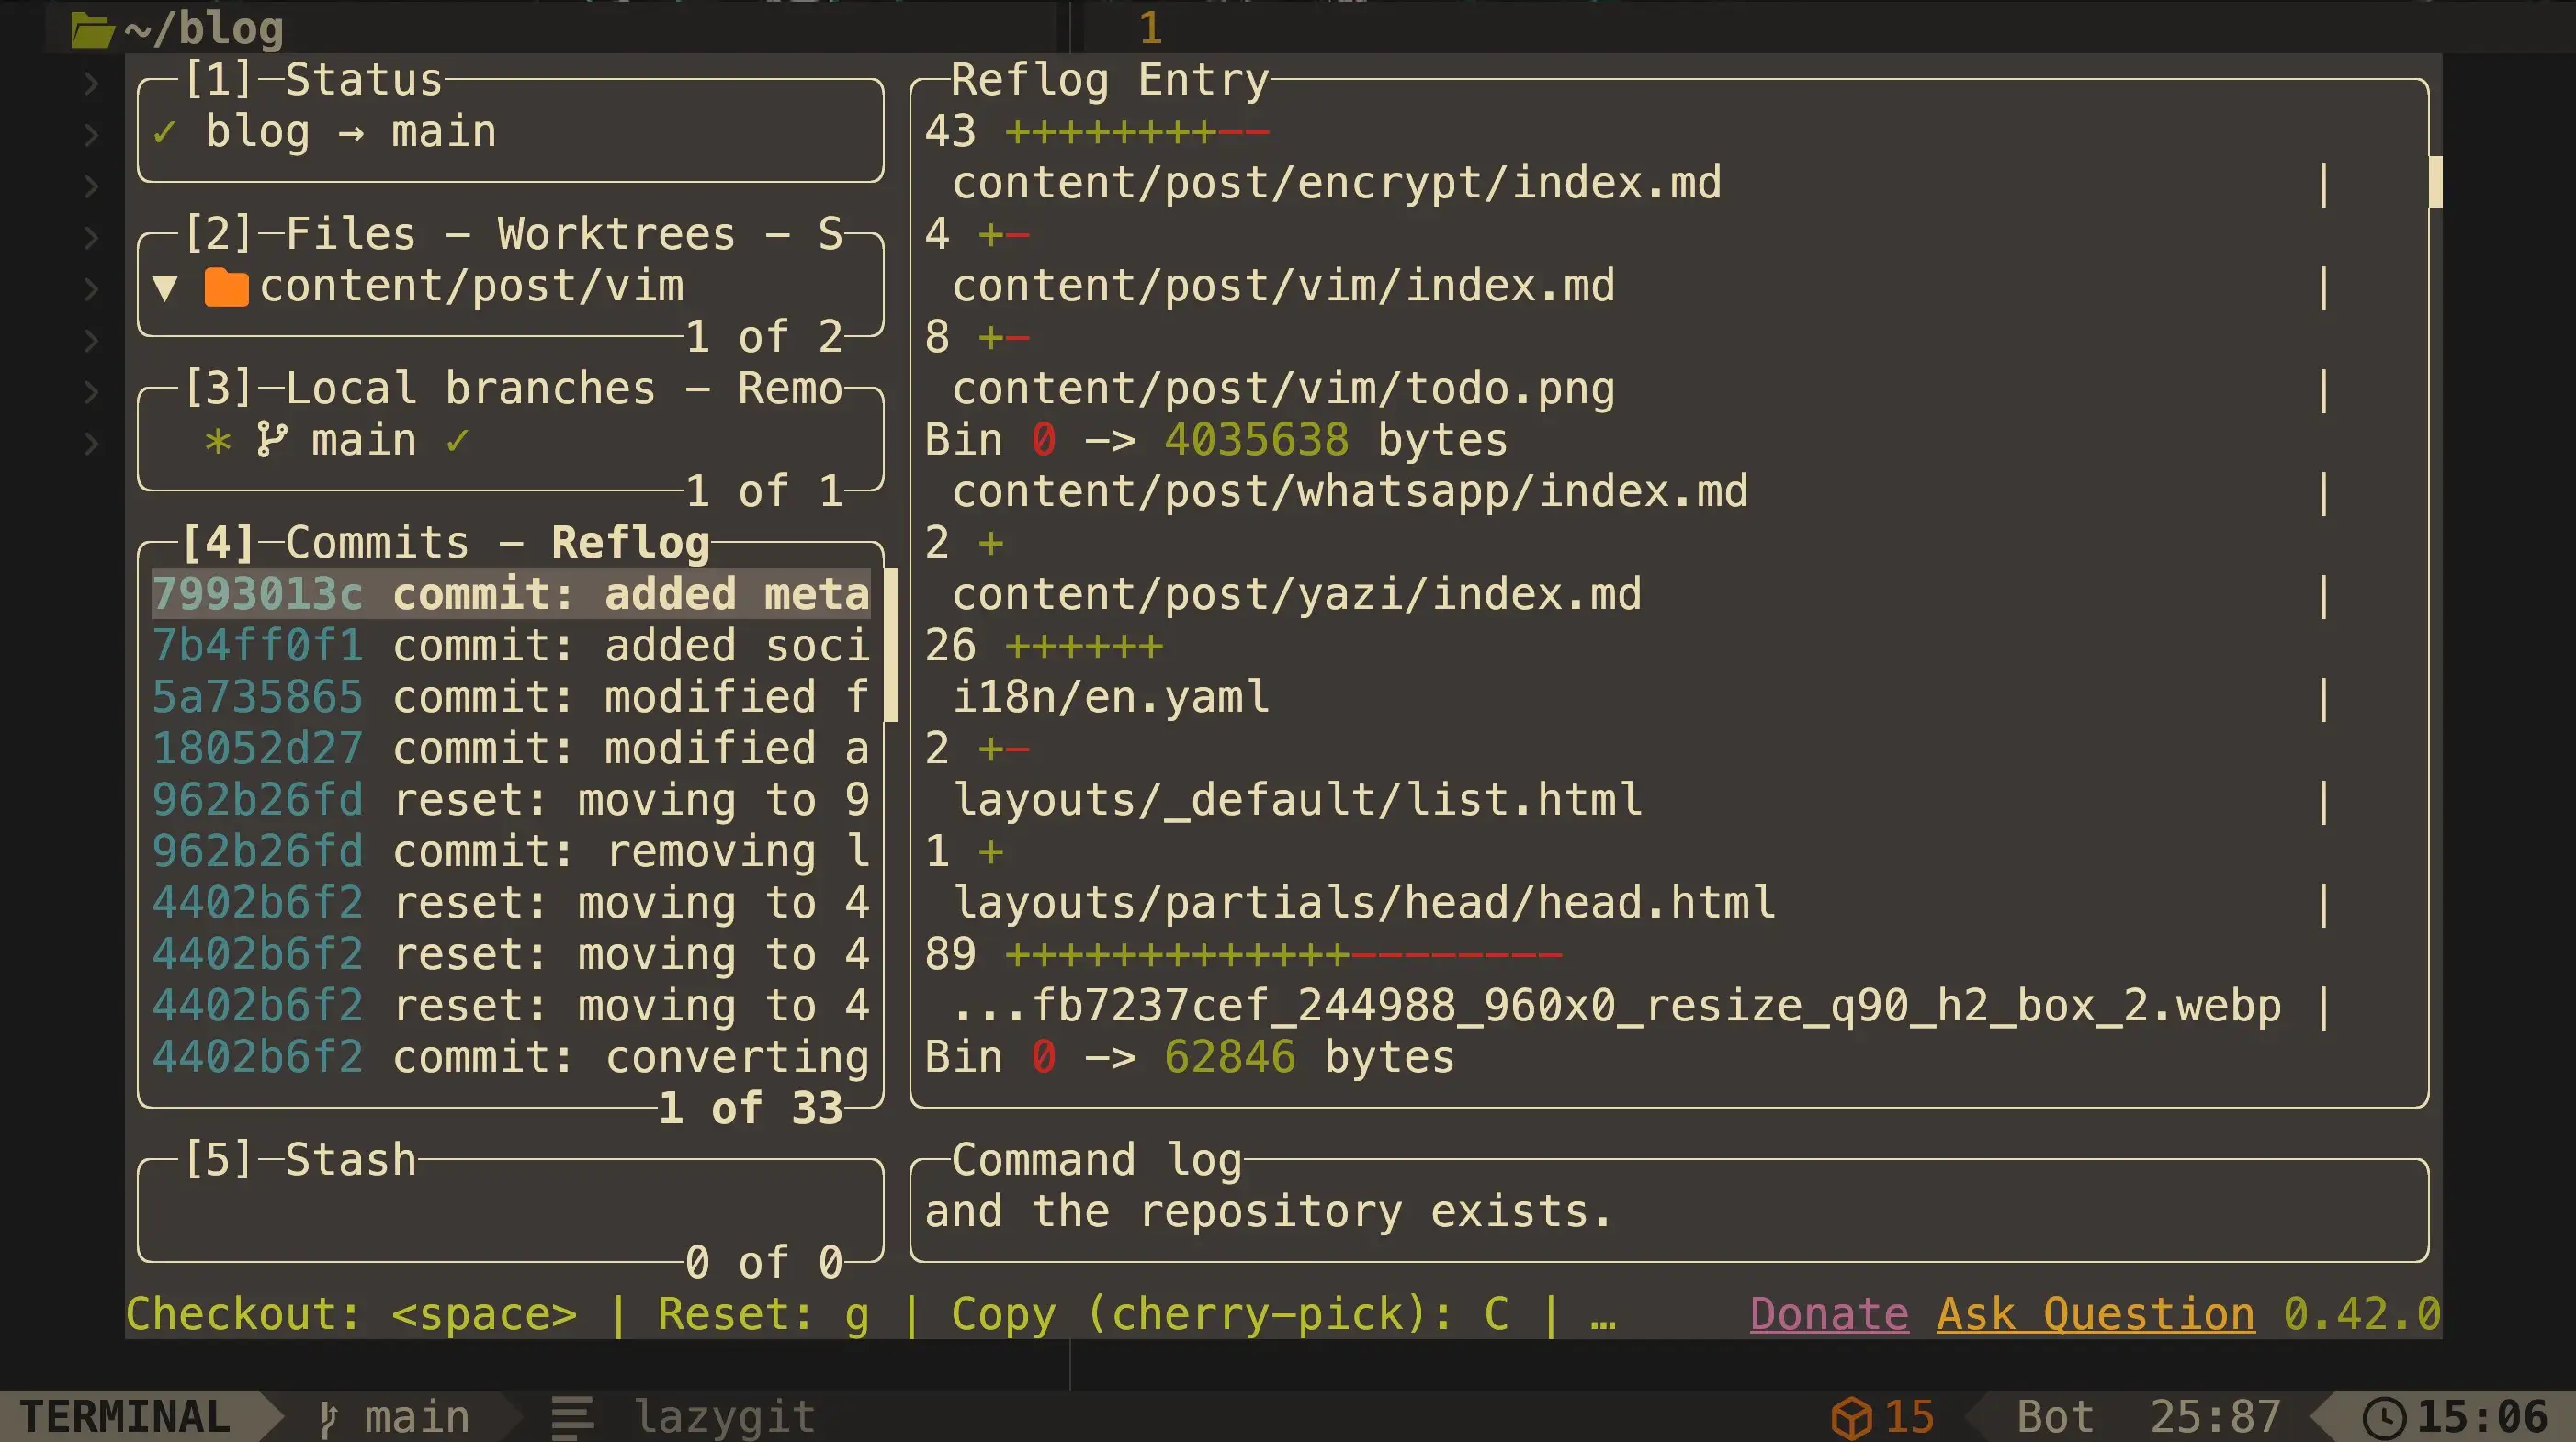 ~/blog
1
[1]─Status
✓ blog → main
[2]─Files - Worktrees - S
▼ content/post/vim
1 of 2
[3]─Local branches - Remo
* main ✓
1 of 1
[4]─Commits - Reflog
7993013c commit: added meta
7b4ff0f1 commit: added soci
5a735865 commit: modified f
18052d27 commit: modified a
962b26fd reset: moving to 9
962b26fd commit: removing l
4402b6f2 reset: moving to 4
4402b6f2 reset: moving to 4
4402b6f2 reset: moving to 4
4402b6f2 commit: converting
1 of 33
[5]─Stash
0 of 0
Reflog Entry
43 ++++++++--
content/post/encrypt/index.md |
4 +-
content/post/vim/index.md |
8 +-
content/post/vim/todo.png |
Bin 0 -> 4035638 bytes
content/post/whatsapp/index.md |
2 +
content/post/yazi/index.md |
26 ++++++
i18n/en.yaml |
2 +-
layouts/_default/list.html |
1 +
layouts/partials/head/head.html |
89 +++++++++++++--------
...fb7237cef_244988_960x0_resize_q90_h2_box_2.webp |
Bin 0 -> 62846 bytes
Command log
and the repository exists.
Checkout: <space> | Reset: g | Copy (cherry-pick): C | … Donate Ask Question 0.42.0
TERMINAL main lazygit 15 Bot 25:87 15:06